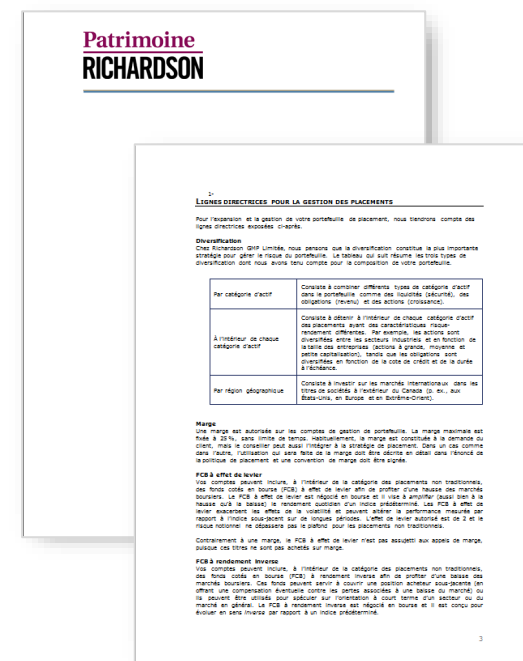 Patrimoine
RICHARDSON
1-
LIGNES DIRECTRICES POUR LA GESTION DES PLACEMENTS
Pour l'expansion et la gestion de votre portefeuille de placement, nous tiendrons compte des
lignes directrices exposées ci-après.
Diversification
Chez Richardson GMP Limitée, nous pensons que la diversification constitue la plus importante
stratégie pour gérer le risque du portefeuille. Le tableau qui suit résume les trois types de
diversification dont nous avons tenu compte pour la composition de votre portefeuille.
Par catégorie d'actif
Consiste à combiner différents types de catégorie d'actif
dans le portefeuille comme des liquidités (sécurité), des
obligations (revenu) et des actions (croissance).
À l'intérieur de chaque
catégorie d'actif
Consiste à détenir à l'intérieur de chaque catégorie d'actif
des placements ayant des caractéristiques risque-
rendement différentes. Par exemple, les actions sont
diversifiées entre les secteurs industriels et en fonction de
la taille des entreprises (actions à grande, moyenne et
petite capitalisation), tandis que les obligations sont
diversifiées en fonction de la cote de crédit et de la durée
à l'échéance.
Par région géographique
Consiste à investir sur les marchés internationaux dans les
titres de sociétés à l'extérieur du Canada (p. ex., aux
États-Unis, en Europe et en Extrême-Orient).
Marge
Une marge est autorisée sur les comptes de gestion de portefeuille. La marge maximale est
fixée à 25 %, sans limite de temps. Habituellement, la marge est constituée à la demande du
client, mais le conseiller peut aussi l'intégrer à la stratégie de placement. Dans un cas comme
dans l'autre, l'utilisation qui sera faite de la marge doit être décrite en détail dans l'énoncé de
la politique de placement et une convention de marge doit être signée.
FCB à effet de levier
Vos comptes peuvent inclure, à l'intérieur de la catégorie des placements non traditionnels,
des fonds cotés en bourse (FCB) à effet de levier afin de profiter d'une hausse des marchés
boursiers. Le FCB à effet de levier est négocié en bourse et il vise à amplifier (aussi bien à la
hausse qu'à la baisse) le rendement quotidien d'un indice prédéterminé. Les FCB à effet de
levier exacerbent les effets de la volatilité et peuvent altérer la performance mesurée par
rapport à l'indice sous-jacent sur de longues périodes. L'effet de levier autorisé est de 2 et le
risque notionnel ne dépassera pas le plafond pour les placements non traditionnels.
Contrairement à une marge, le FCB à effet de levier n'est pas assujetti aux appels de marge,
puisque ces titres ne sont pas achetés sur marge.
FCB à rendement inverse
Vos comptes peuvent inclure, à l'intérieur de la catégorie des placements non traditionnels,
des fonds cotés en bourse (FCB) à rendement inverse afin de profiter d'une baisse des
marchés boursiers. Ces fonds peuvent servir à couvrir une position acheteur sous-jacente (en
offrant une compensation éventuelle contre les pertes associées à une baisse du marché) ou
ils peuvent être utilisés pour spéculer sur l'orientation à court terme d'un secteur ou du
marché en général. Le FCB à rendement inverse est négocié en bourse et il est conçu pour
évoluer en sens inverse par rapport à un indice prédéterminé.
3